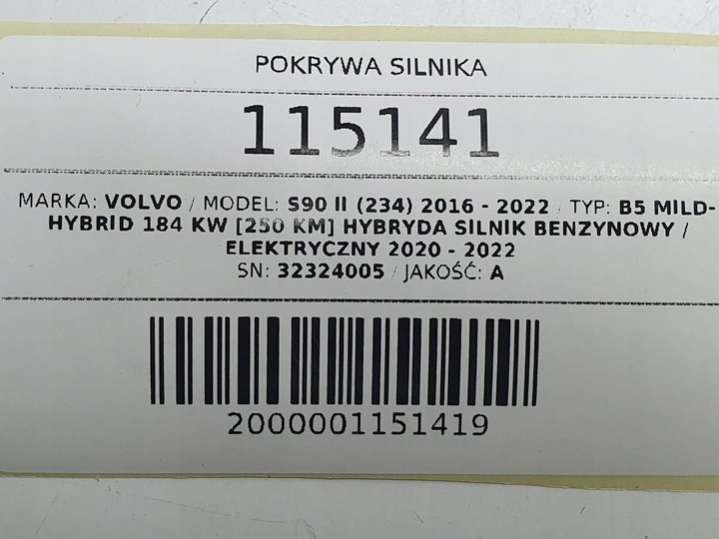 POKRYWA SILNIKA
115141
MARKA: VOLVO / MODEL: S90 II (234) 2016 - 2022 / TYP: B5 MILD-
HYBRID 184 KW [250 KM] HYBRYDA SILNIK BENZYNOWY /
ELEKTRYCZNY 2020 - 2022
SN: 32324005 / JAKOŚĆ: A
2000001151419